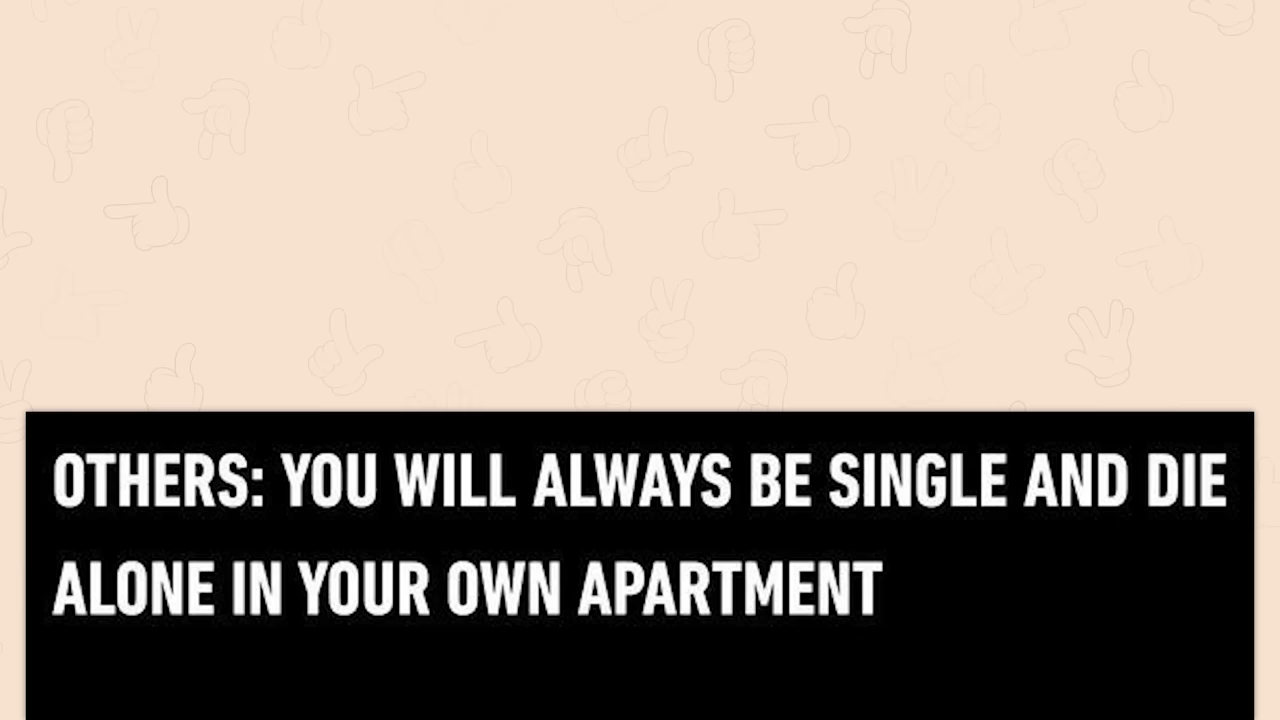 OTHERS: YOU WILL ALWAYS BE SINGLE AND DIE
ALONE IN YOUR OWN APARTMENT